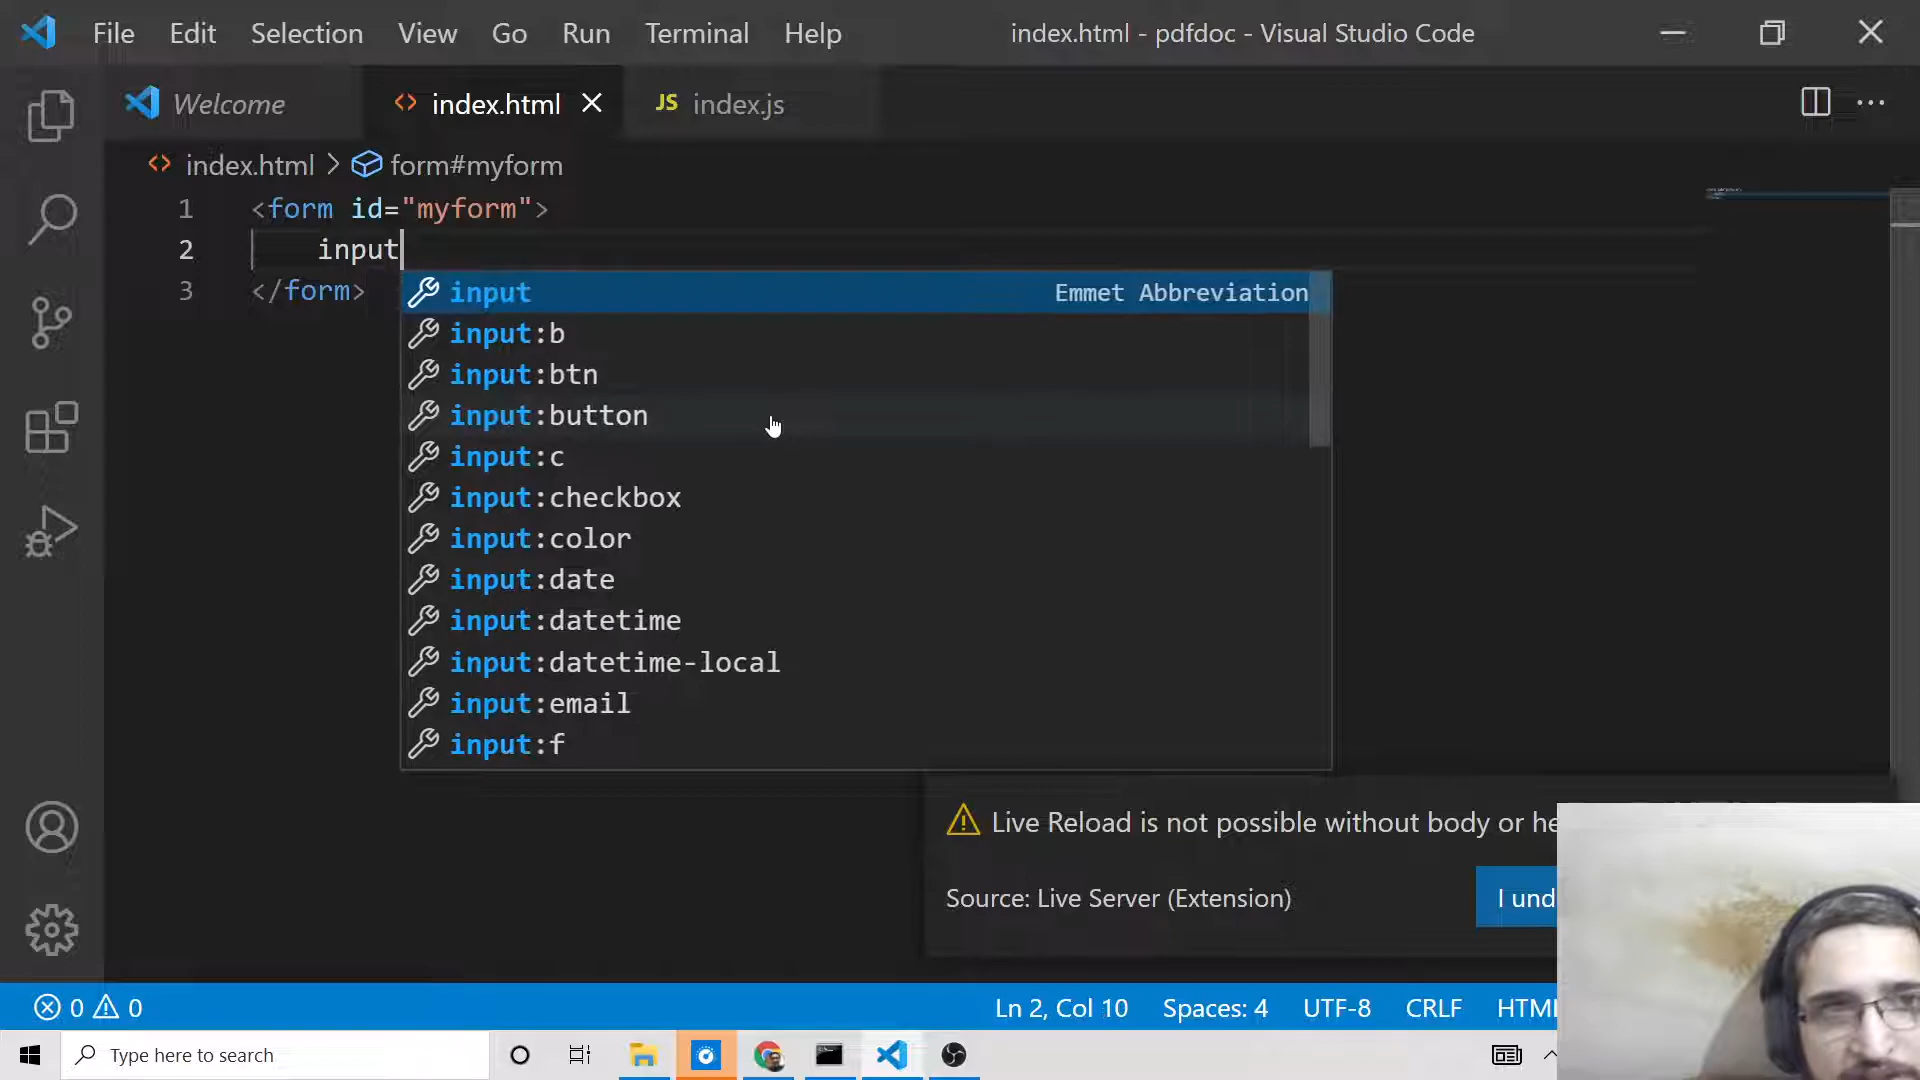 File Edit Selection View Go Run Terminal Help index.html - pdfdoc - Visual Studio Code
Welcome index.html JS index.js
index.html > form#myform
1 <form id="myform">
2 input
3 </form>
input Emmet Abbreviation
input:b
input:btn
input:button
input:c
input:checkbox
input:color
input:date
input:datetime
input:datetime-local
input:email
input:f
Live Reload is not possible without body or he
Source: Live Server (Extension) I und
0 0 Ln 2, Col 10 Spaces: 4 UTF-8 CRLF HTML
Type here to search